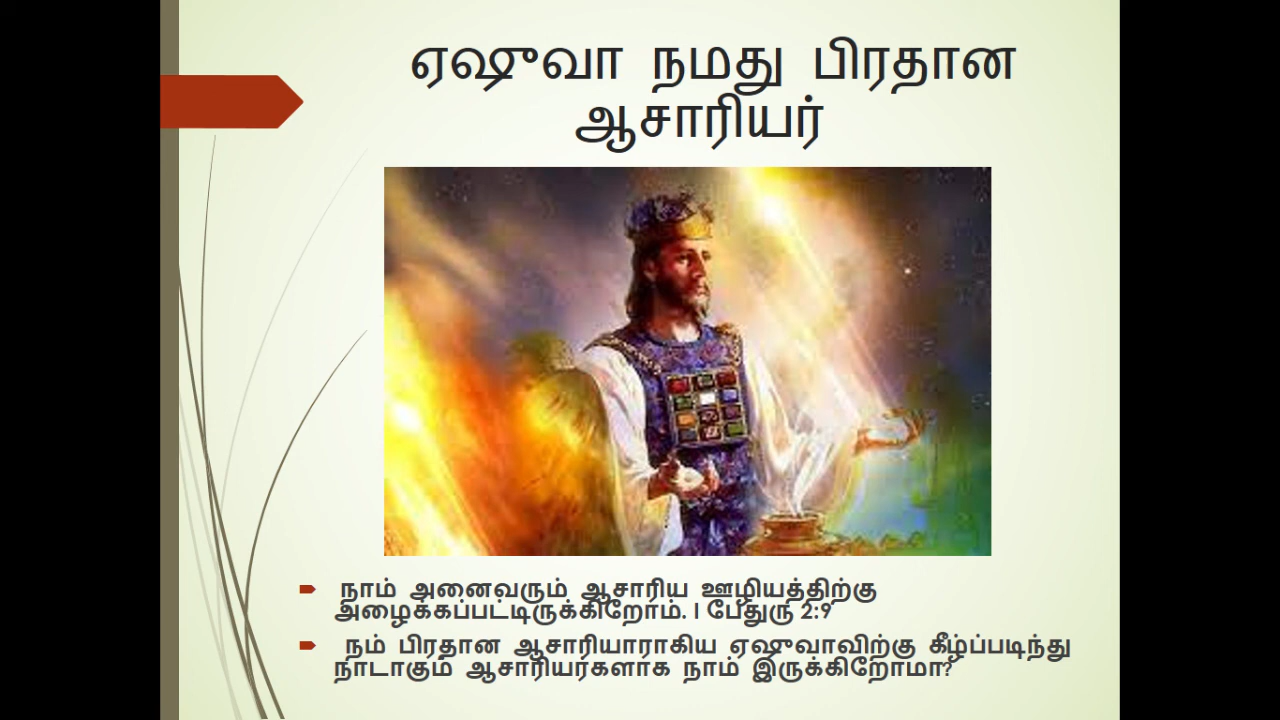 ஏஷுவா நமது பிரதான
ஆசாரியர்
நாம் அனைவரும் ஆசாரிய ஊழியத்திற்கு
அழைக்கப்பட்டிருக்கிறோம். I பேதுரு 2:9
நம் பிரதான ஆசாரியாராகிய ஏஷுவாவிற்கு கீழ்ப்படிந்து
நாடாகும் ஆசாரியர்களாக நாம் இருக்கிறோமா?